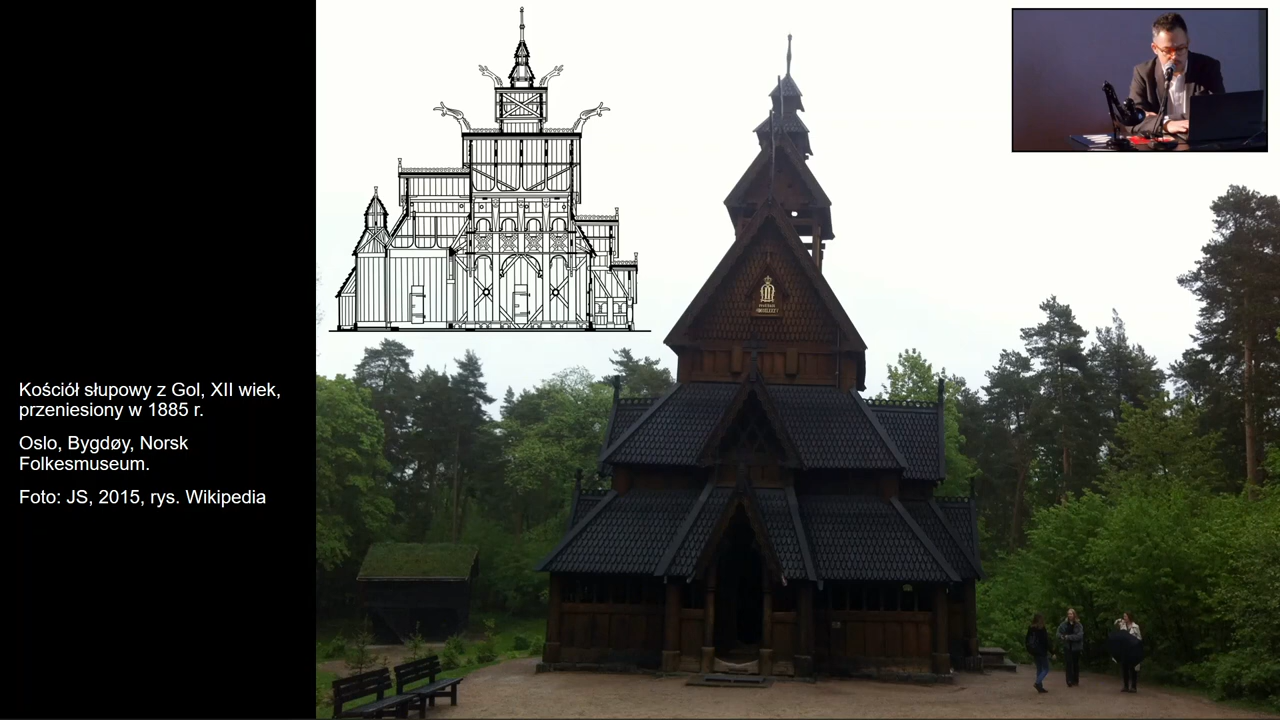 Kościół słupowy z Gol, XII wiek,
przeniesiony w 1885 r.
Oslo, Bygdøy, Norsk
Folkesmuseum.
Foto: JS, 2015, rys. Wikipedia